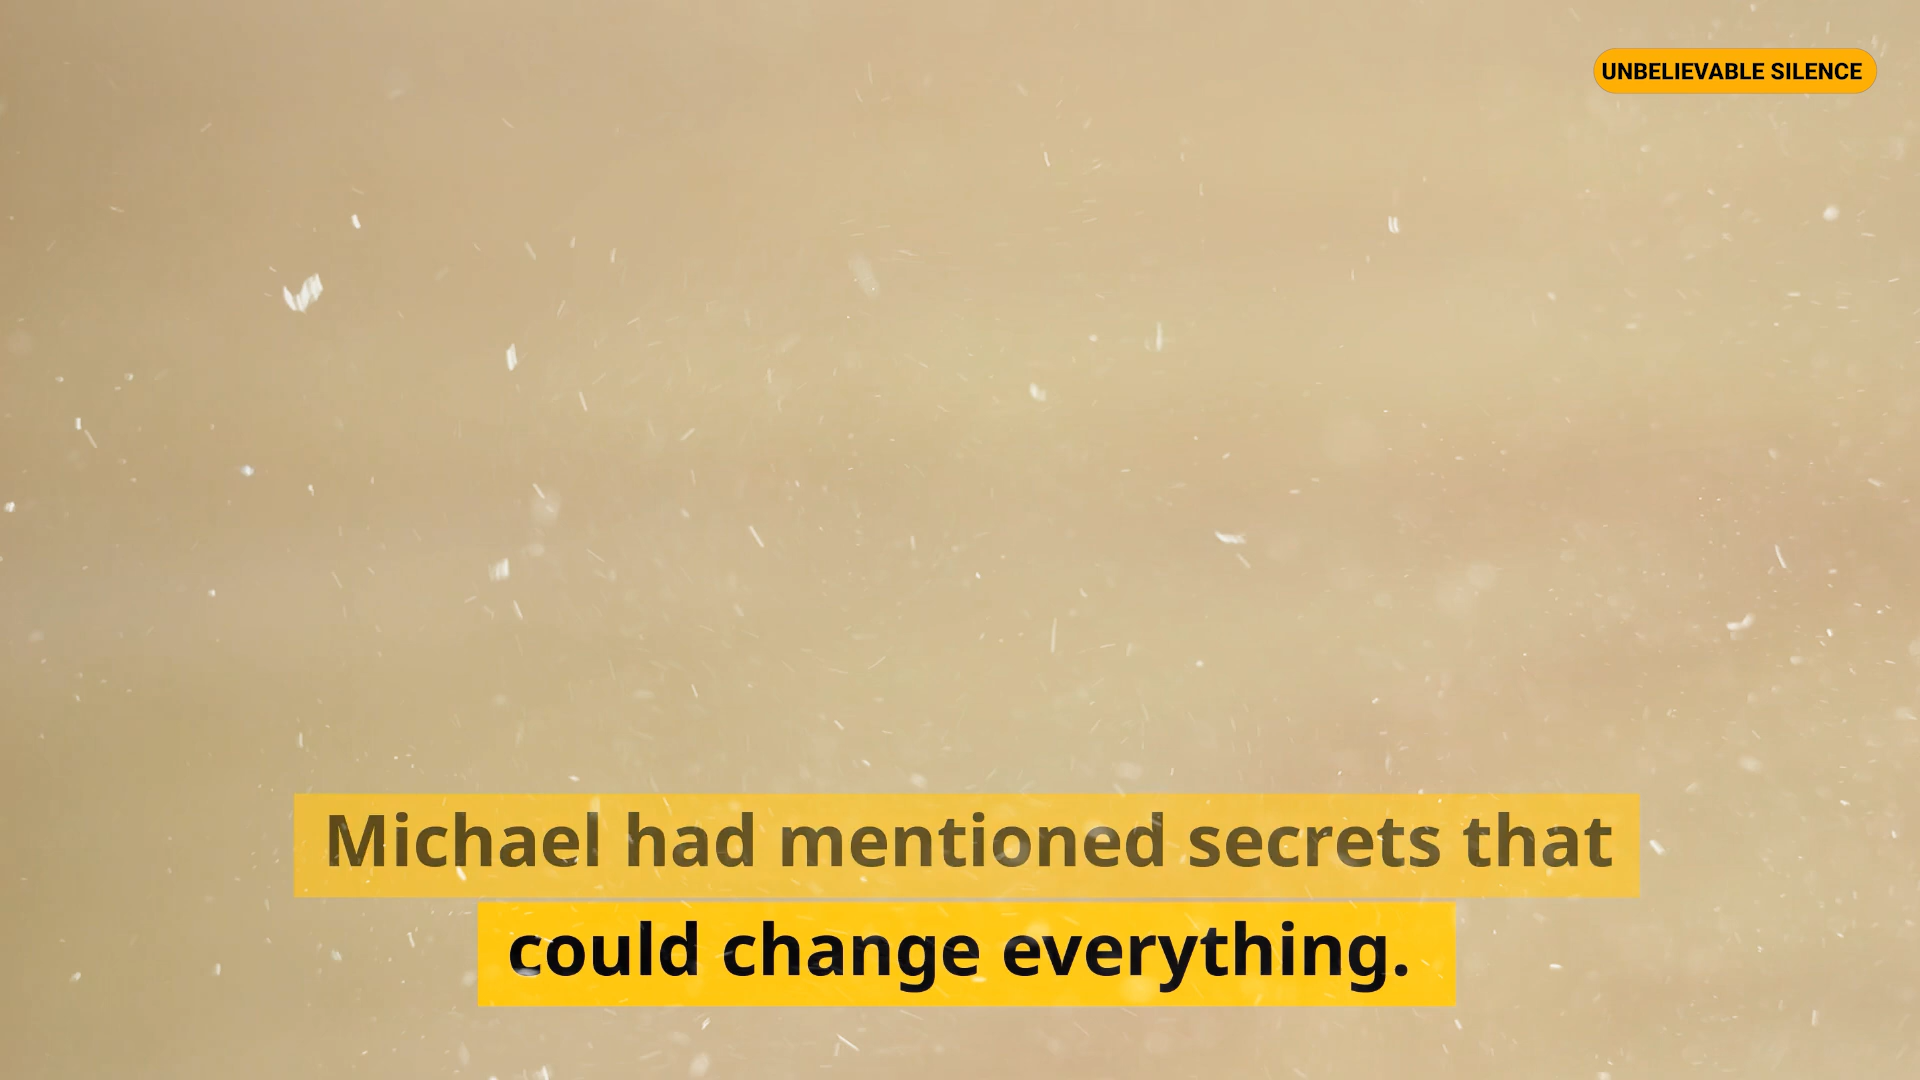 UNBELIEVABLE SILENCE
Michael had mentioned secrets that
could change everything.